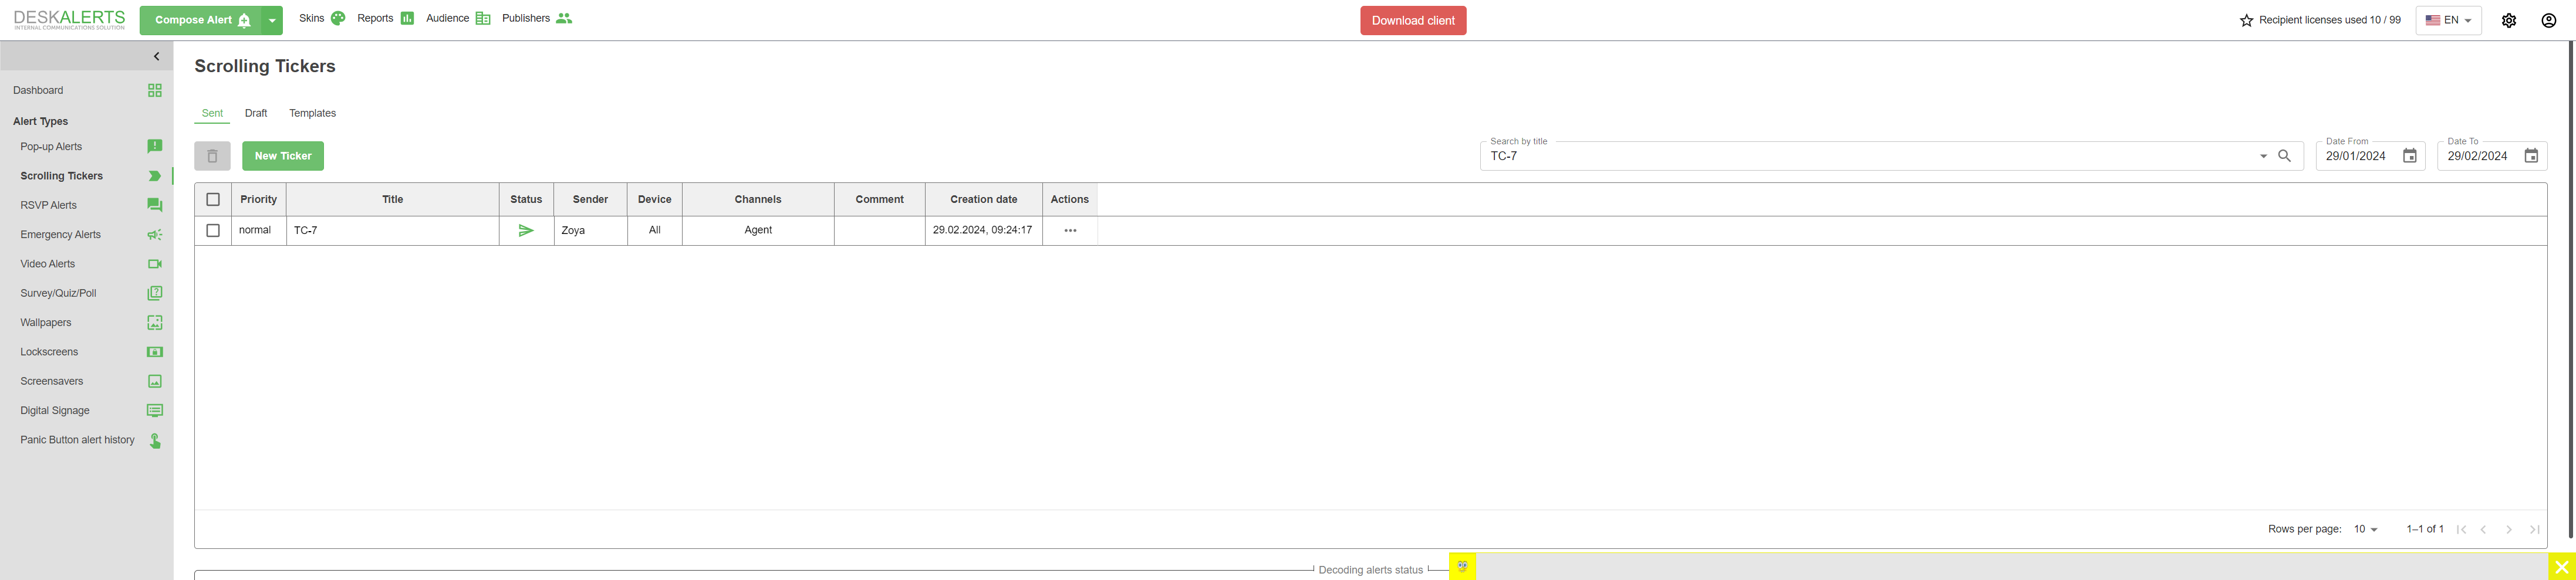 DESKALERTS
INTERNAL COMMUNICATIONS SOLUTION
Compose Alert
Skins
Reports
Audience
Publishers
Download client
Recipient licenses used 10 / 99
EN
Dashboard
Alert Types
Pop-up Alerts
Scrolling Tickers
RSVP Alerts
Emergency Alerts
Video Alerts
Survey/Quiz/Poll
Wallpapers
Lockscreens
Screensavers
Digital Signage
Panic Button alert history
Scrolling Tickers
Sent Draft Templates
New Ticker
Search by title
TC-7
Date From
29/01/2024
Date To
29/02/2024
Priority Title Status Sender Device Channels Comment Creation date Actions
normal TC-7 Zoya All Agent 29.02.2024, 09:24:17
Rows per page: 10 1–1 of 1
Decoding alerts status